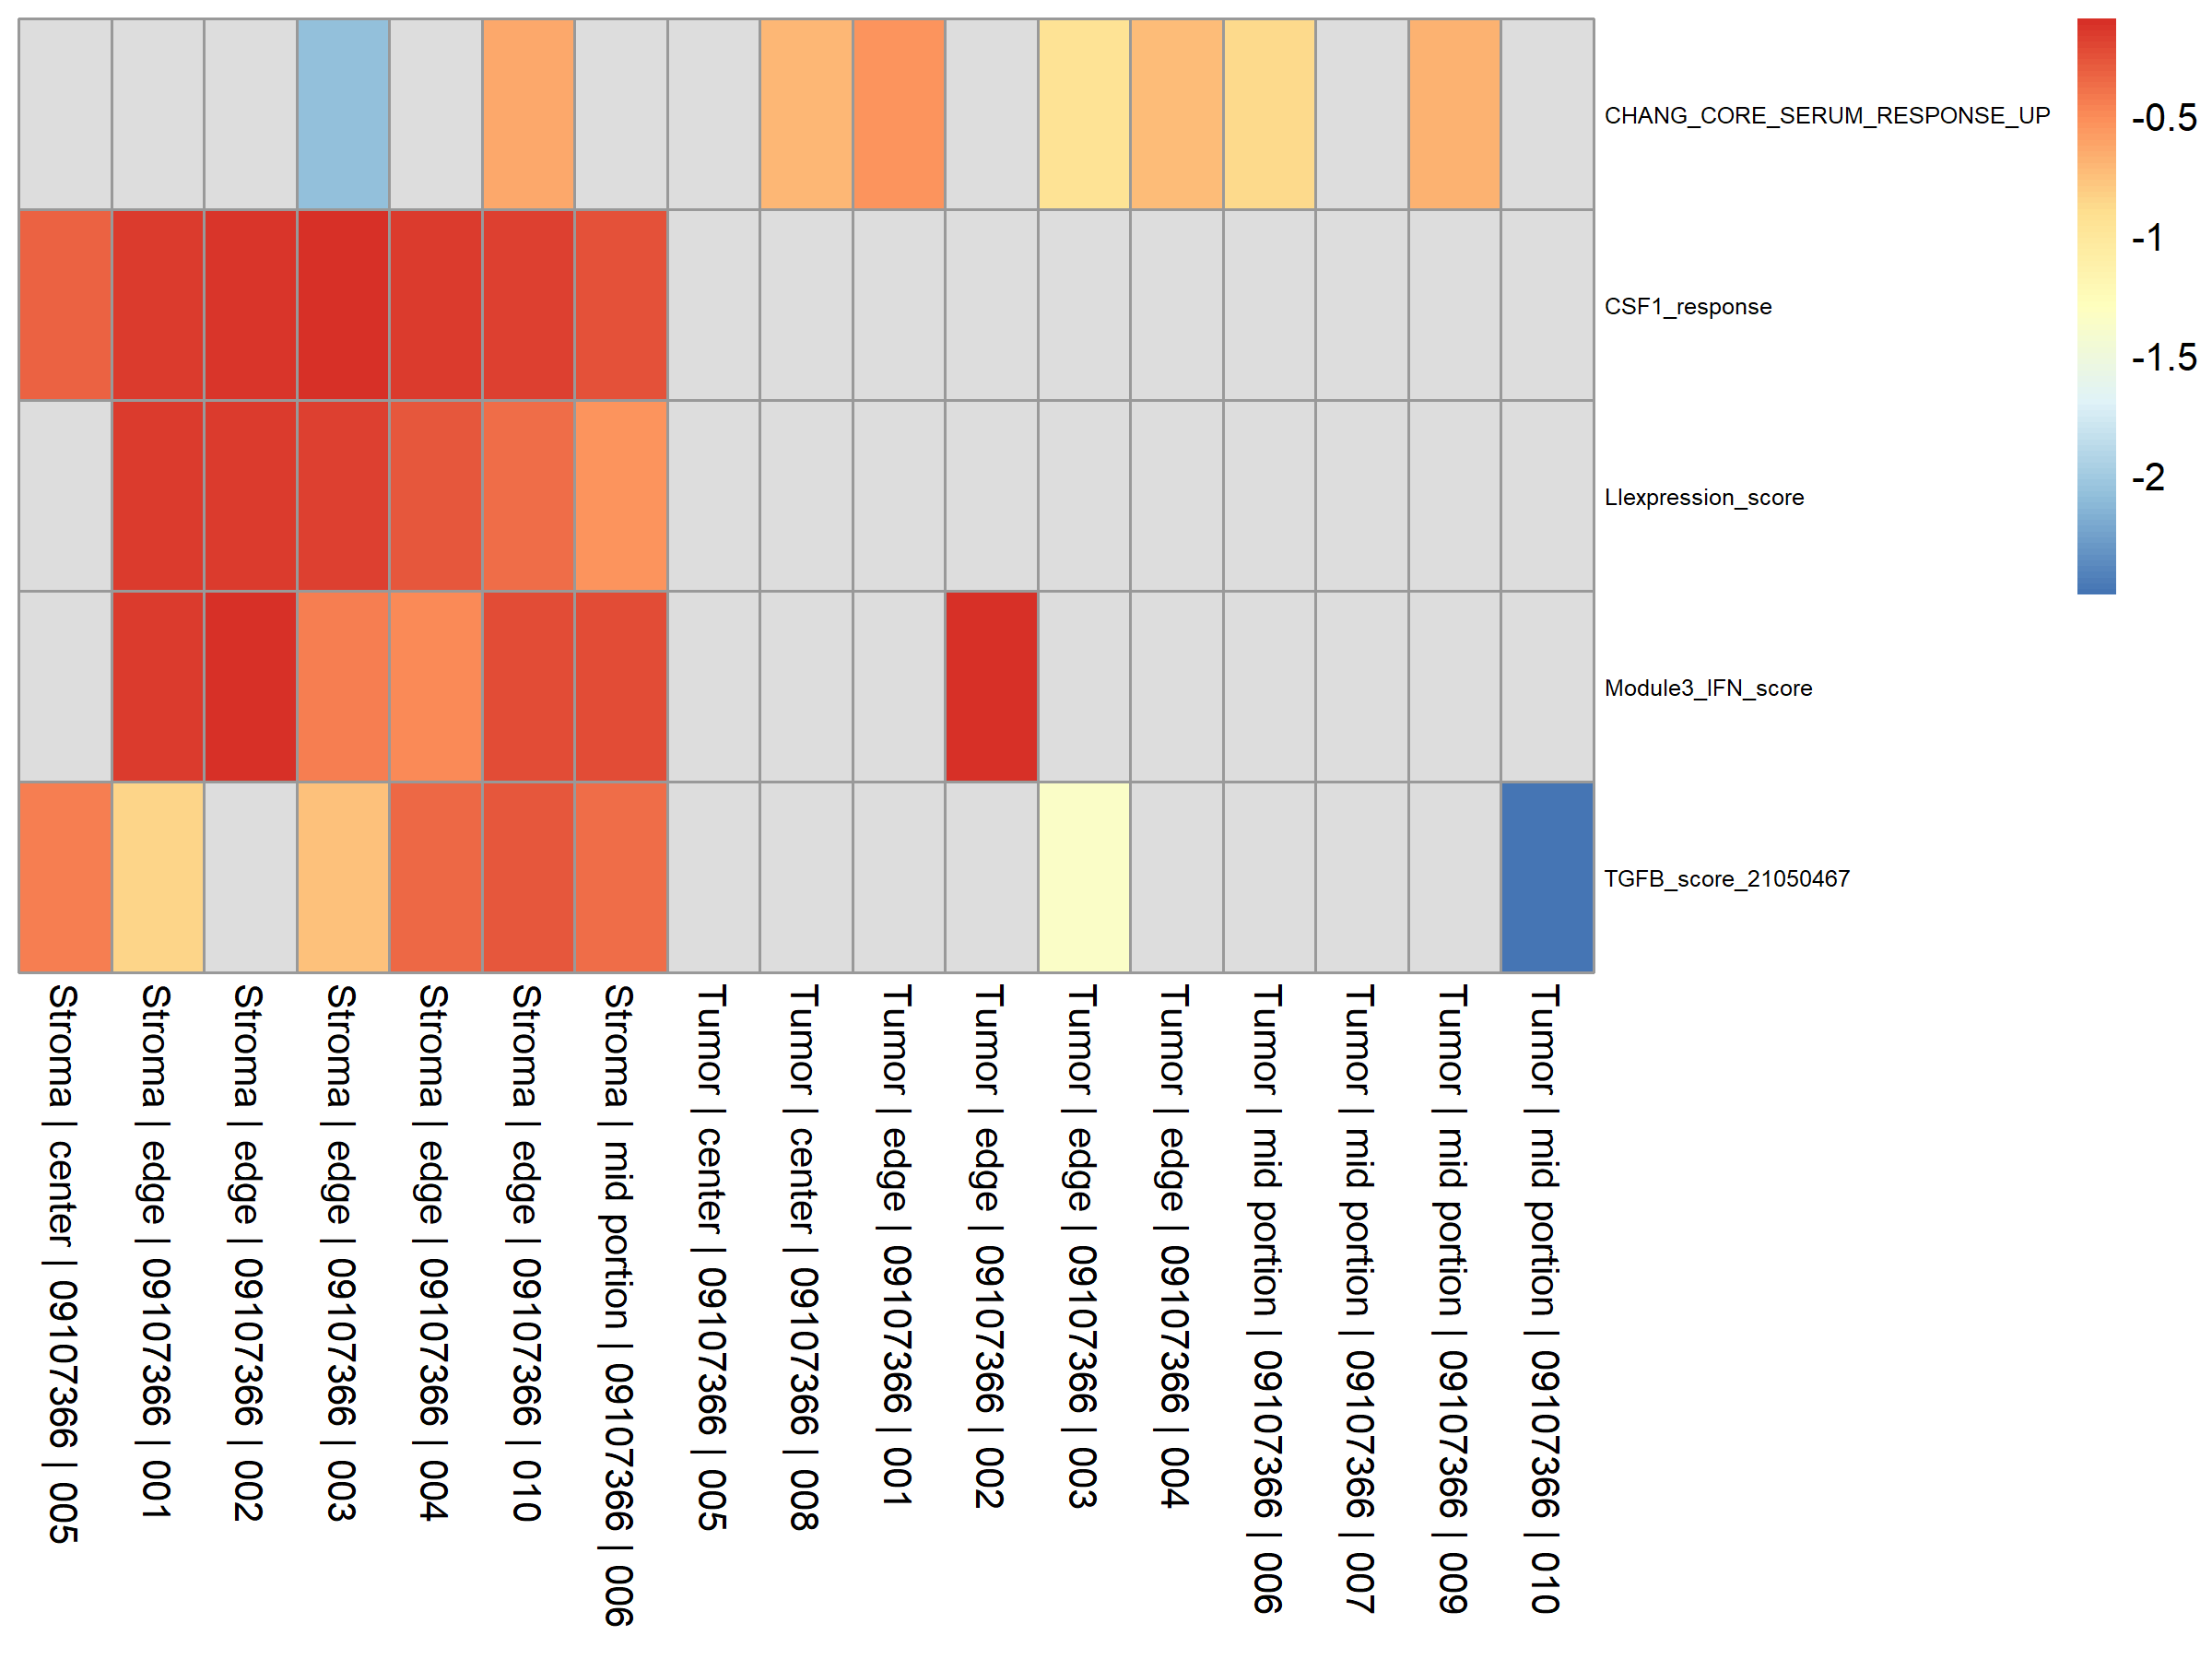 CHANG_CORE_SERUM_RESPONSE_UP
CSF1_response
LIexpression_score
Module3_IFN_score
TGFB_score_21050467
-0.5
-1
-1.5
-2
Stroma | center | 09107366 | 005
Stroma | edge | 09107366 | 001
Stroma | edge | 09107366 | 002
Stroma | edge | 09107366 | 003
Stroma | edge | 09107366 | 004
Stroma | edge | 09107366 | 010
Stroma | mid portion | 09107366 | 006
Tumor | center | 09107366 | 005
Tumor | center | 09107366 | 008
Tumor | edge | 09107366 | 001
Tumor | edge | 09107366 | 002
Tumor | edge | 09107366 | 003
Tumor | edge | 09107366 | 004
Tumor | mid portion | 09107366 | 006
Tumor | mid portion | 09107366 | 007
Tumor | mid portion | 09107366 | 009
Tumor | mid portion | 09107366 | 010